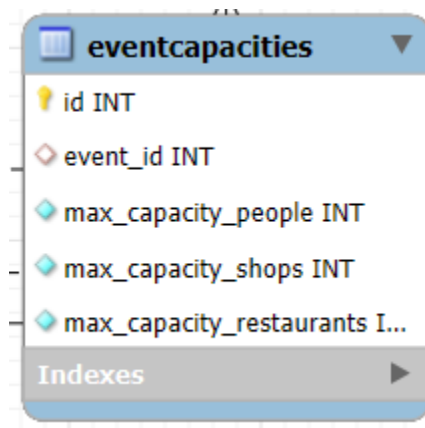 eventcapacities
id INT
event_id INT
max_capacity_people INT
max_capacity_shops INT
max_capacity_restaurants I...
Indexes